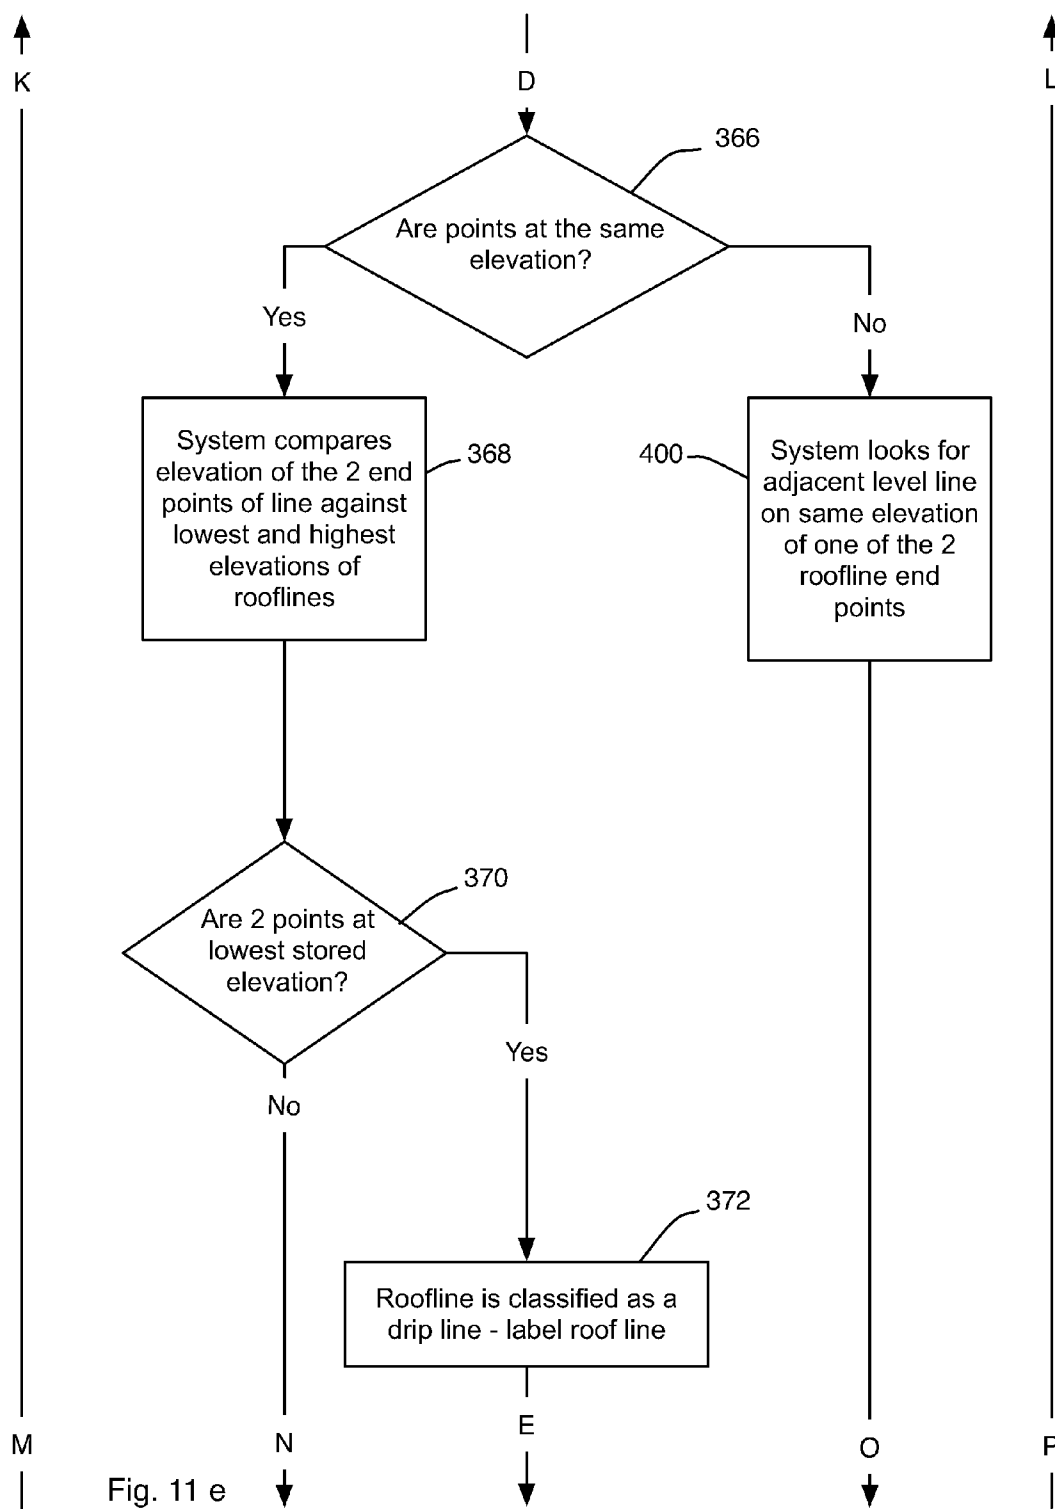 K
D
L
366
Are points at the same
elevation?
Yes
No
System compares
elevation of the 2 end
points of line against
lowest and highest
elevations of
rooflines
368
400
System looks for
adjacent level line
on same elevation
of one of the 2
roofline end
points
370
Are 2 points at
lowest stored
elevation?
Yes
No
372
Roofline is classified as a
drip line - label roof line
M
N
E
O
P
Fig. 11 e